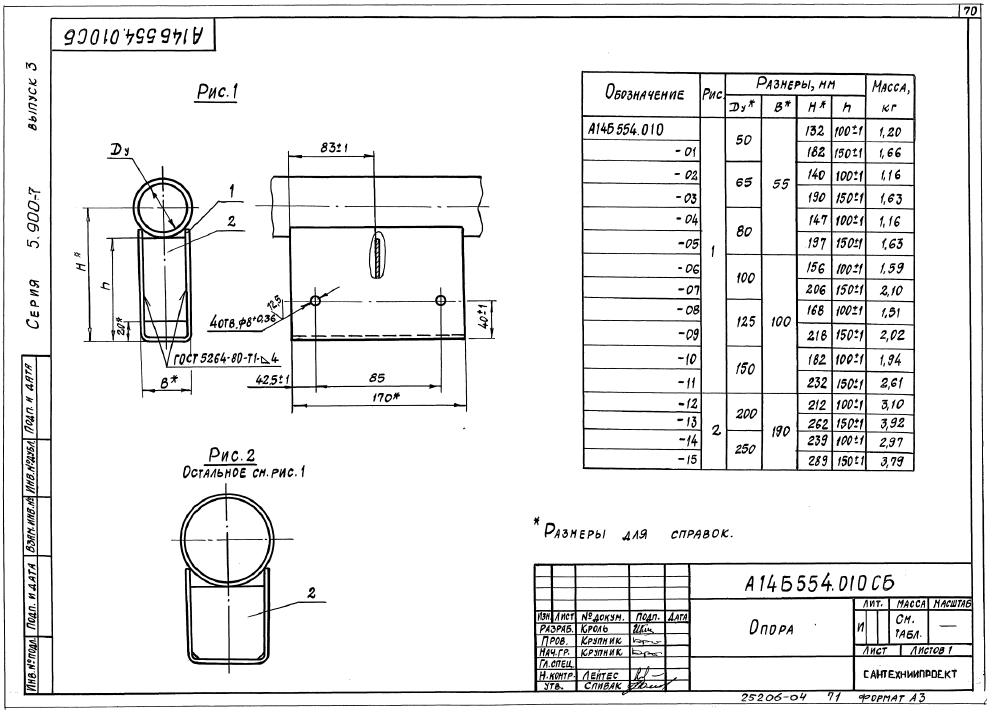 70
А14Б554.010СБ
Серия 5.900-7 выпуск 3
Рис.1
Ду
1
2
83±1
Н*
h
20*
В*
ГОСТ 5264-80-Т1-⊿4
4отв.ф8+0,36
12,5
40±1
42,5±1
85
170*
Рис.2
Остальное см. рис.1
2
Обозначение Рис. Размеры, мм Масса, кг
Ду* В* Н* h
А14Б554.010 1 50 55 132 100±1 1,20
-01 182 150±1 1,66
-02 65 140 100±1 1,16
-03 190 150±1 1,63
-04 80 147 100±1 1,16
-05 197 150±1 1,63
-06 100 100 156 100±1 1,59
-07 206 150±1 2,10
-08 125 168 100±1 1,51
-09 218 150±1 2,02
-10 150 182 100±1 1,94
-11 232 150±1 2,61
-12 2 200 190 212 100±1 3,10
-13 262 150±1 3,92
-14 250 239 100±1 2,97
-15 289 150±1 3,79
* Размеры для справок.
Инв.№подл. Подп. и дата Взам.инв.№ Инв.№дубл. Подп. и дата
А14Б554.010СБ
Изм. Лист № докум. Подп. Дата
Разраб. Кроль
Пров. Крупник
Нач.гр. Крупник
Гл.спец.
Н.контр. Лейтес
Утв. Спивак
Опора
Лит. Масса Масштаб
И См. табл. —
Лист Листов 1
Сантехниипроект
25206-04 71 Формат А3